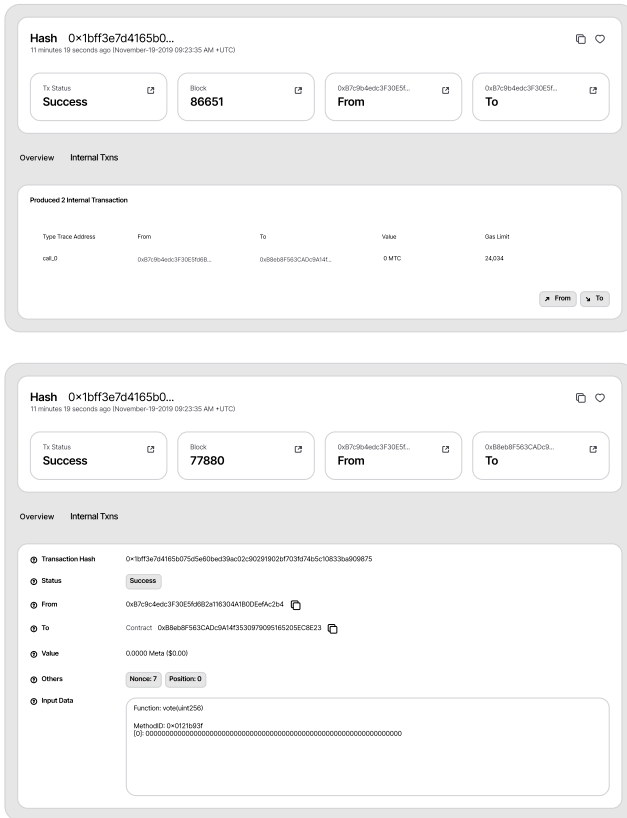 Hash 0×1bff3e7d4165b0...
11 minutes 19 seconds ago (November-19-2019 09:23:35 AM +UTC)
Tx Status
Success
Block
86651
0xB7c9b4edc3F30E5f...
From
0xB7c9b4edc3F30E5f...
To
Overview Internal Txns
Produced 2 Internal Transaction
Type Trace Address From To Value Gas Limit
call_0 0xB7c9b4edc3F30E5fd6B... 0xB8eb8F563CADc9A14f... 0 MTC 24,034
From To
Hash 0×1bff3e7d4165b0...
11 minutes 19 seconds ago (November-19-2019 09:23:35 AM +UTC)
Tx Status
Success
Block
77880
0xB7c9b4edc3F30E5f...
From
0xB8eb8F563CADc9...
To
Overview Internal Txns
Transaction Hash 0×1bff3e7d4165b075d5e60bed39ac02c90291902bf703fd74b5c10833ba909875
Status Success
From 0xB7c9c4edc3F30E5fd6B2a116304A1B0DEefAc2b4
To Contract 0xB8eb8F563CADc9A14f3530979095165205EC8E23
Value 0.0000 Meta ($0.00)
Others Nonce: 7 Position: 0
Input Data
Function: vote(uint256)
MethodID: 0×0121b93f
{0}: 0000000000000000000000000000000000000000000000000000000000000000